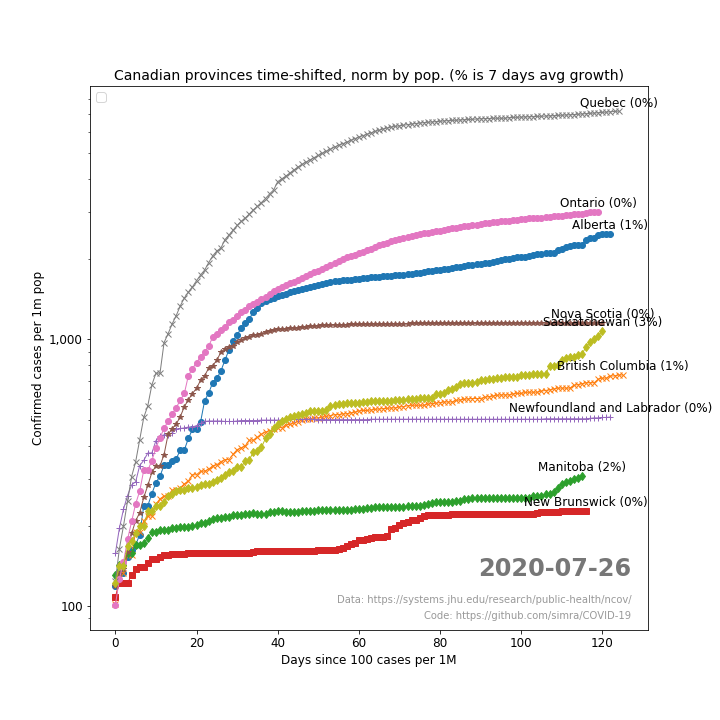 Canadian provinces time-shifted, norm by pop. (% is 7 days avg growth)
Quebec (0%)
Ontario (0%)
Alberta (1%)
Nova Scotia (0%)
Saskatchewan (3%)
British Columbia (1%)
Newfoundland and Labrador (0%)
Manitoba (2%)
New Brunswick (0%)
Confirmed cases per 1m pop
1,000
100
2020-07-26
Data: https://systems.jhu.edu/research/public-health/ncov/
Code: https://github.com/simra/COVID-19
0 20 40 60 80 100 120
Days since 100 cases per 1M